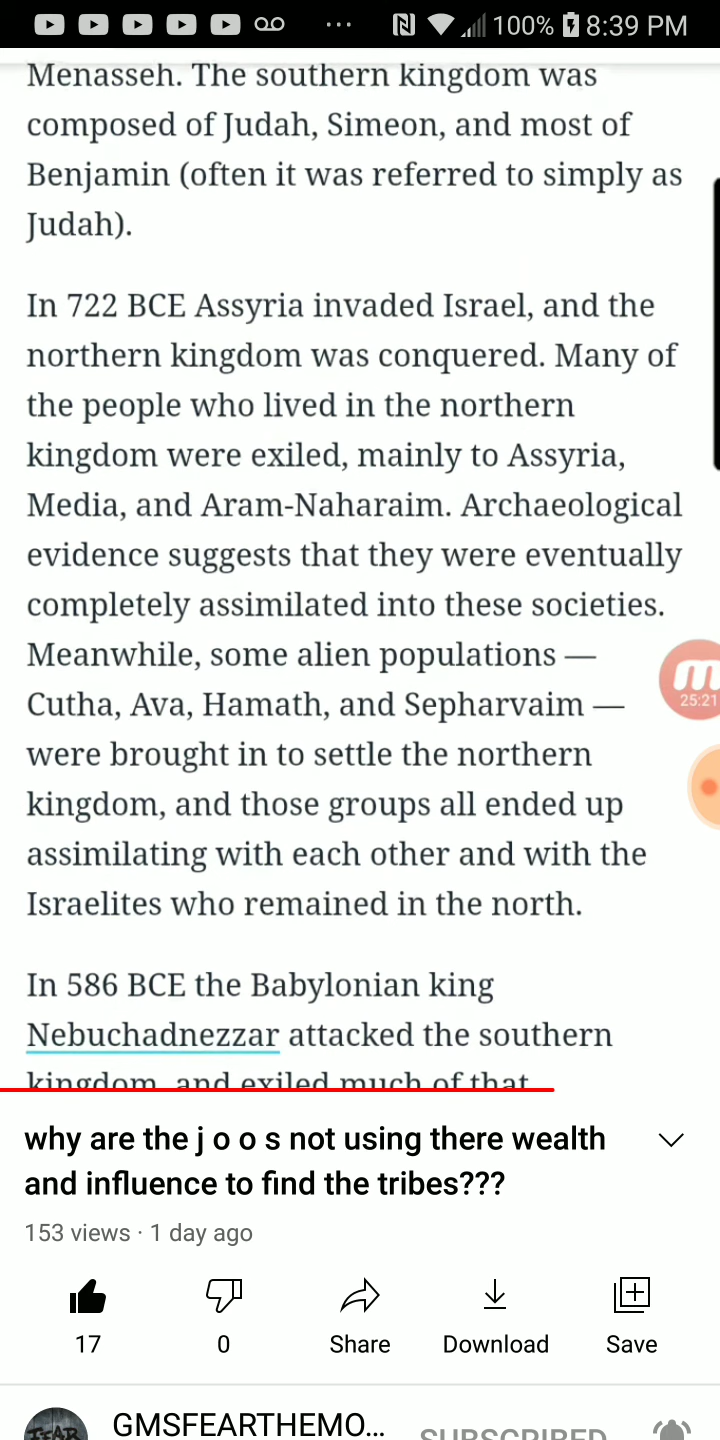 100% 8:39 PM
Menasseh. The southern kingdom was
composed of Judah, Simeon, and most of
Benjamin (often it was referred to simply as
Judah).
In 722 BCE Assyria invaded Israel, and the
northern kingdom was conquered. Many of
the people who lived in the northern
kingdom were exiled, mainly to Assyria,
Media, and Aram-Naharaim. Archaeological
evidence suggests that they were eventually
completely assimilated into these societies.
Meanwhile, some alien populations —
Cutha, Ava, Hamath, and Sepharvaim —
were brought in to settle the northern
kingdom, and those groups all ended up
assimilating with each other and with the
Israelites who remained in the north.
25:21
In 586 BCE the Babylonian king
Nebuchadnezzar attacked the southern
kingdom, and exiled much of that
why are the j o o s not using there wealth
and influence to find the tribes???
153 views · 1 day ago
17 0 Share Download Save
GMSFEARTHEMO... SUBSCRIBED